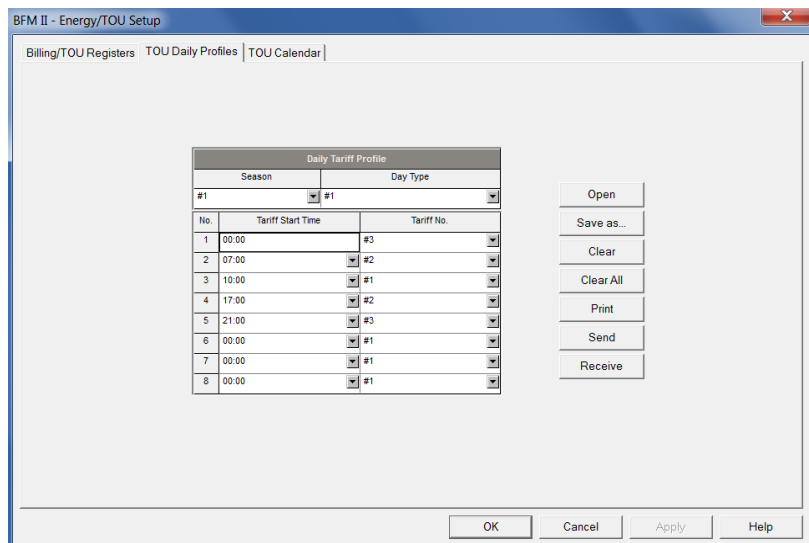 BFM II - Energy/TOU Setup
Billing/TOU Registers TOU Daily Profiles TOU Calendar
Daily Tariff Profile
Season Day Type
#1 #1
No. Tariff Start Time Tariff No.
1 00:00 #3
2 07:00 #2
3 10:00 #1
4 17:00 #2
5 21:00 #3
6 00:00 #1
7 00:00 #1
8 00:00 #1
Open
Save as...
Clear
Clear All
Print
Send
Receive
OK Cancel Apply Help